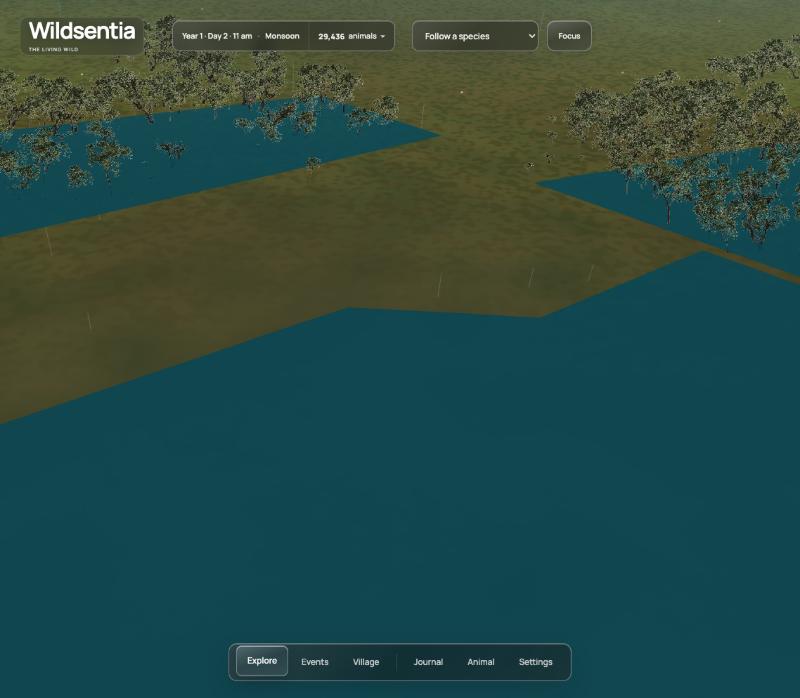 Wildsentia
THE LIVING WILD
Year 1 · Day 2 · 11 am · Monsoon
29,436 animals
Follow a species
Focus
Explore
Events
Village
Journal
Animal
Settings